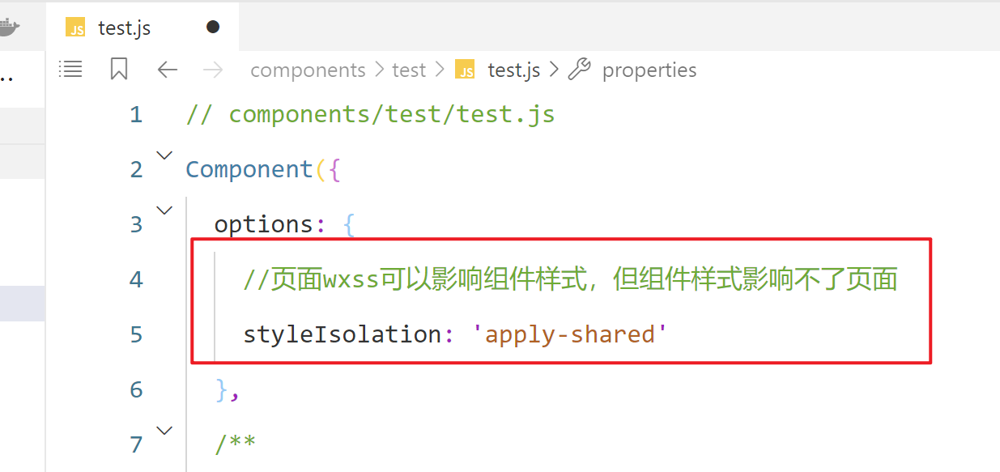 JS test.js
..
components > test > JS test.js > properties
1 // components/test/test.js
2 Component({
3 options: {
4 //页面wxss可以影响组件样式，但组件样式影响不了页面
5 styleIsolation: 'apply-shared'
6 },
7 /**